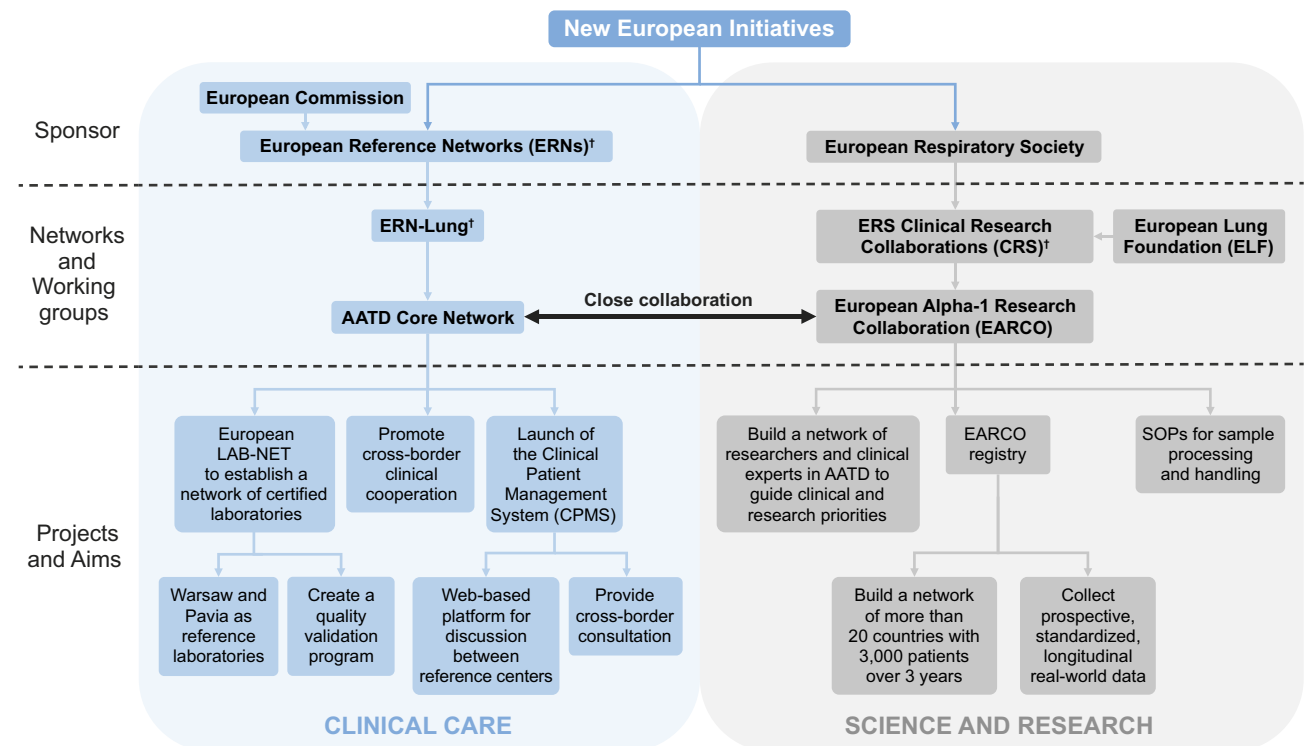 New European Initiatives
Sponsor
European Commission
European Reference Networks (ERNs)†
European Respiratory Society
Networks
and
Working
groups
ERN-Lung†
ERS Clinical Research
Collaborations (CRS)†
European Lung
Foundation (ELF)
AATD Core Network
Close collaboration
European Alpha-1 Research
Collaboration (EARCO)
Projects
and Aims
European
LAB-NET
to establish a
network of certified
laboratories
Promote
cross-border
clinical
cooperation
Launch of
the Clinical
Patient
Management
System (CPMS)
Build a network of
researchers and clinical
experts in AATD to
guide clinical and
research priorities
EARCO
registry
SOPs for sample
processing
and handling
Warsaw and
Pavia as
reference
laboratories
Create a
quality
validation
program
Web-based
platform for
discussion
between
reference centers
Provide
cross-border
consultation
Build a network
of more than
20 countries with
3,000 patients
over 3 years
Collect
prospective,
standardized,
longitudinal
real-world data
CLINICAL CARE
SCIENCE AND RESEARCH